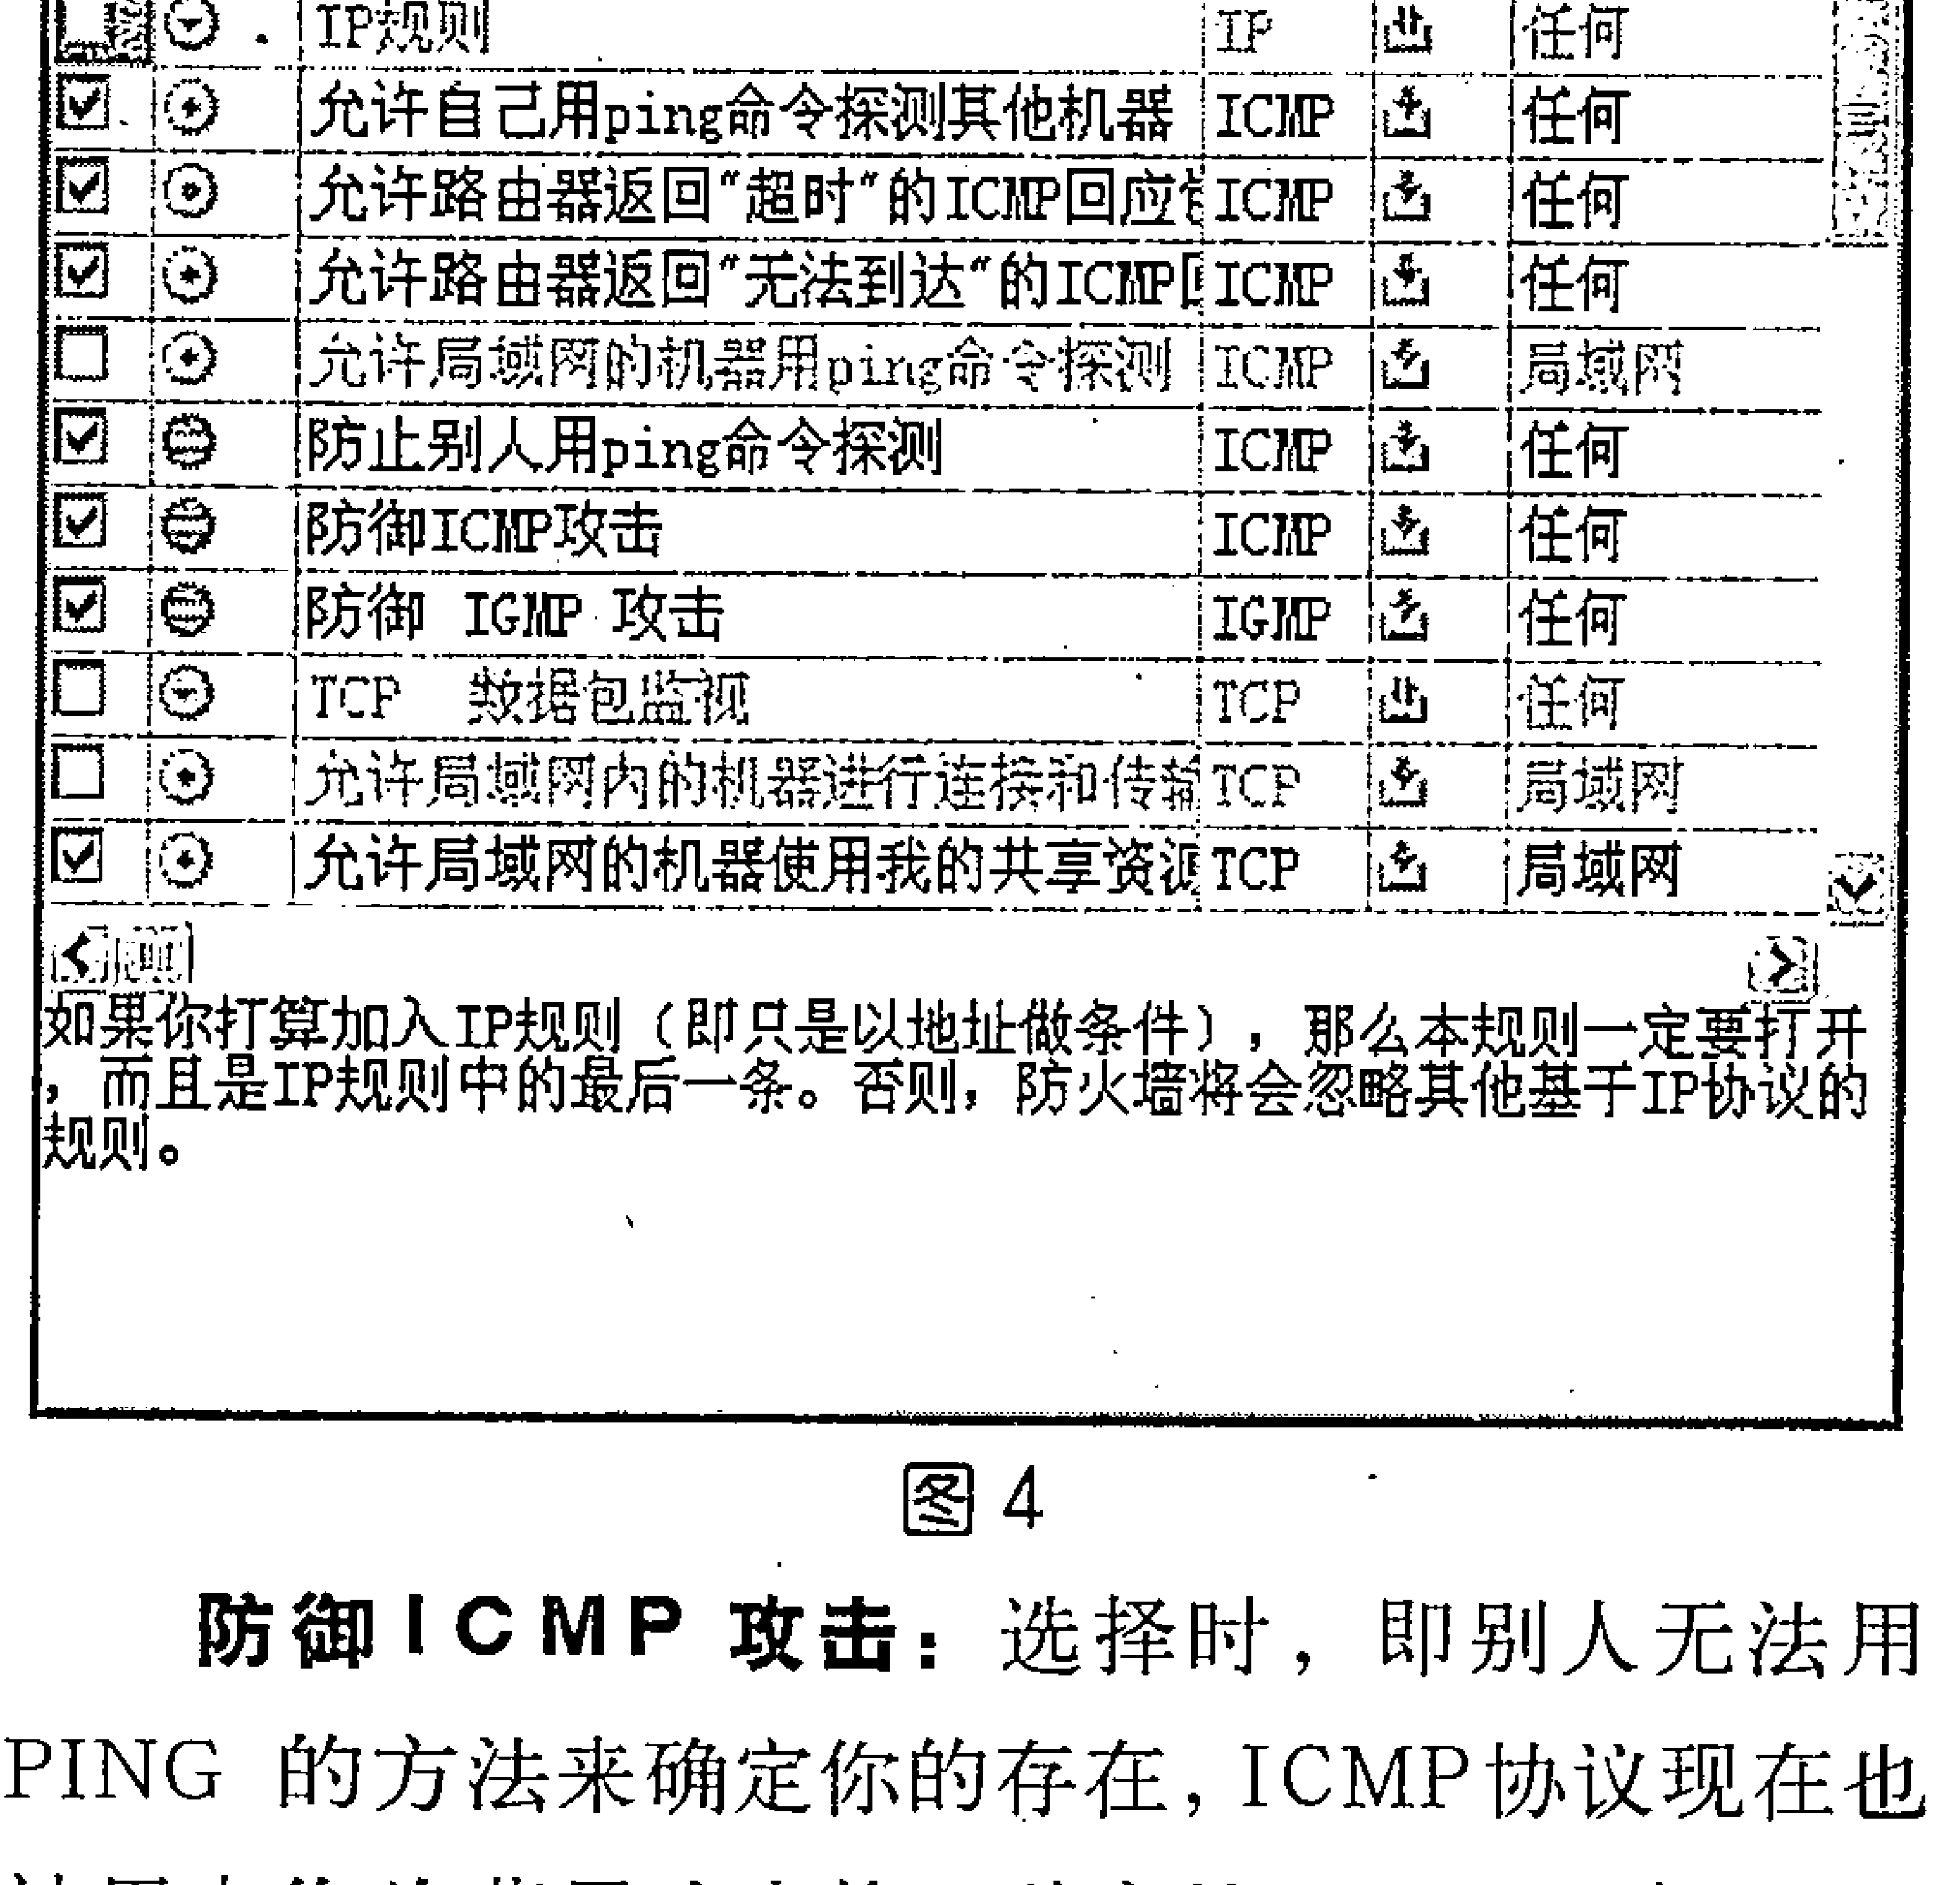 IP规则 IP 任何
允许自己用ping命令探测其他机器 ICMP 任何
允许路由器返回"超时"的ICMP回应 ICMP 任何
允许路由器返回"无法到达"的ICMP ICMP 任何
允许局域网的机器用ping命令探测 ICMP 局域网
防止别人用ping命令探测 ICMP 任何
防御ICMP攻击 ICMP 任何
防御 IGMP 攻击 IGMP 任何
TCP 数据包监视 TCP 任何
允许局域网内的机器进行连接和传输 TCP 局域网
允许局域网的机器使用我的共享资源 TCP 局域网
如果你打算加入IP规则（即只是以地址做条件），那么本规则一定要打开
，而且是IP规则中的最后一条。否则，防火墙将会忽略其他基于IP协议的
规则。
图 4
防御ICMP 攻击：选择时，即别人无法用
PING 的方法来确定你的存在，ICMP协议现在也